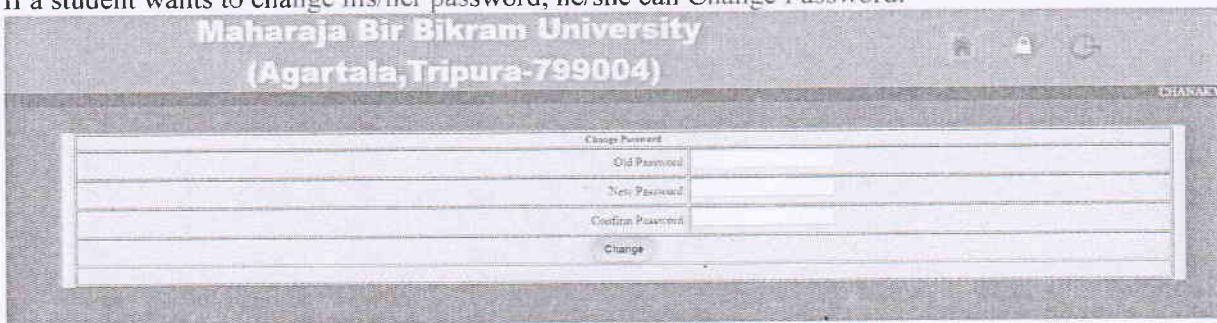 If a student wants to change his/her password, he/she can Change Password.
Maharaja Bir Bikram University
(Agartala,Tripura-799004)
CHANAKY
Change Password
Old Password
New Password
Confirm Password
Change